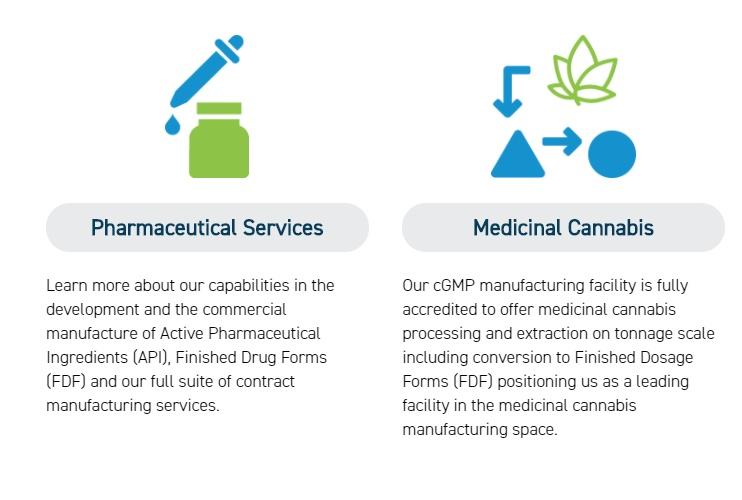 Pharmaceutical Services
Learn more about our capabilities in the
development and the commercial
manufacture of Active Pharmaceutical
Ingredients (API), Finished Drug Forms
(FDF) and our full suite of contract
manufacturing services.
Medicinal Cannabis
Our cGMP manufacturing facility is fully
accredited to offer medicinal cannabis
processing and extraction on tonnage scale
including conversion to Finished Dosage
Forms (FDF) positioning us as a leading
facility in the medicinal cannabis
manufacturing space.